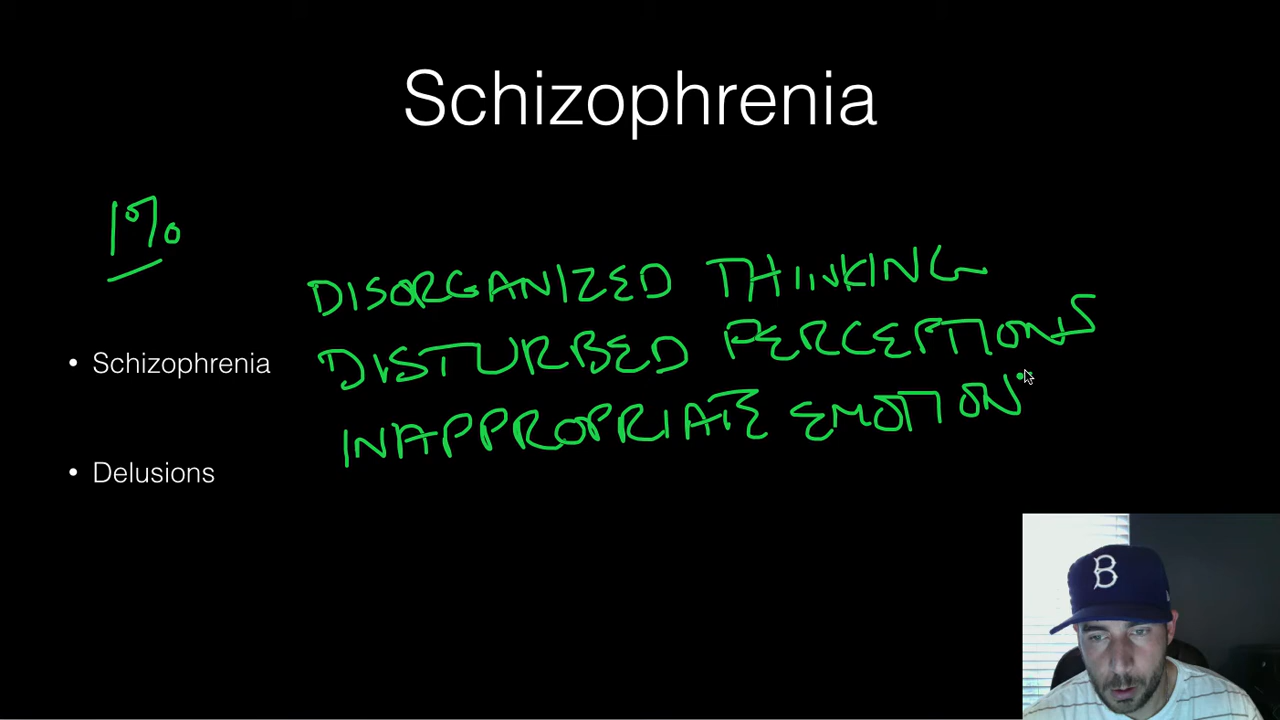 Schizophrenia
1%
DISORGANIZED THINKING
DISTURBED PERCEPTIONS
• Schizophrenia
INAPPROPRIATE EMOTION
• Delusions
B